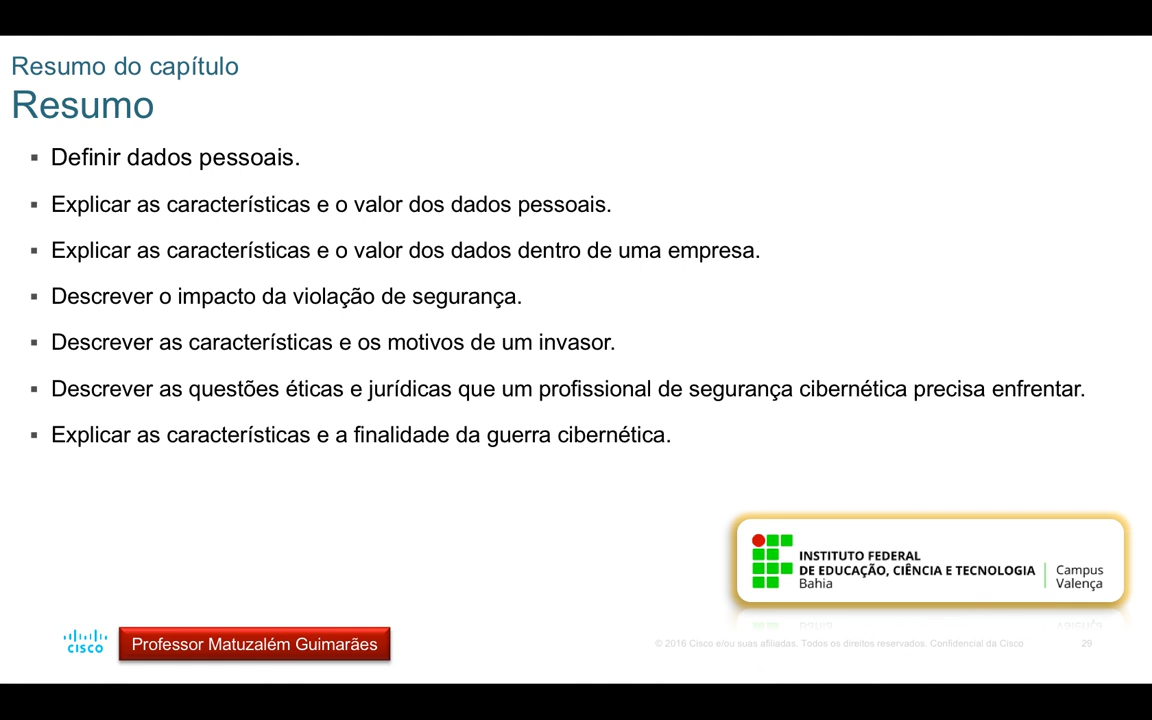 Resumo do capítulo
Resumo
Definir dados pessoais.
Explicar as características e o valor dos dados pessoais.
Explicar as características e o valor dos dados dentro de uma empresa.
Descrever o impacto da violação de segurança.
Descrever as características e os motivos de um invasor.
Descrever as questões éticas e jurídicas que um profissional de segurança cibernética precisa enfrentar.
Explicar as características e a finalidade da guerra cibernética.
INSTITUTO FEDERAL
DE EDUCAÇÃO, CIÊNCIA E TECNOLOGIA
Bahia
Campus
Valença
CISCO
Professor Matuzalém Guimarães
© 2016 Cisco e/ou suas afiliadas. Todos os direitos reservados. Confidencial da Cisco
29